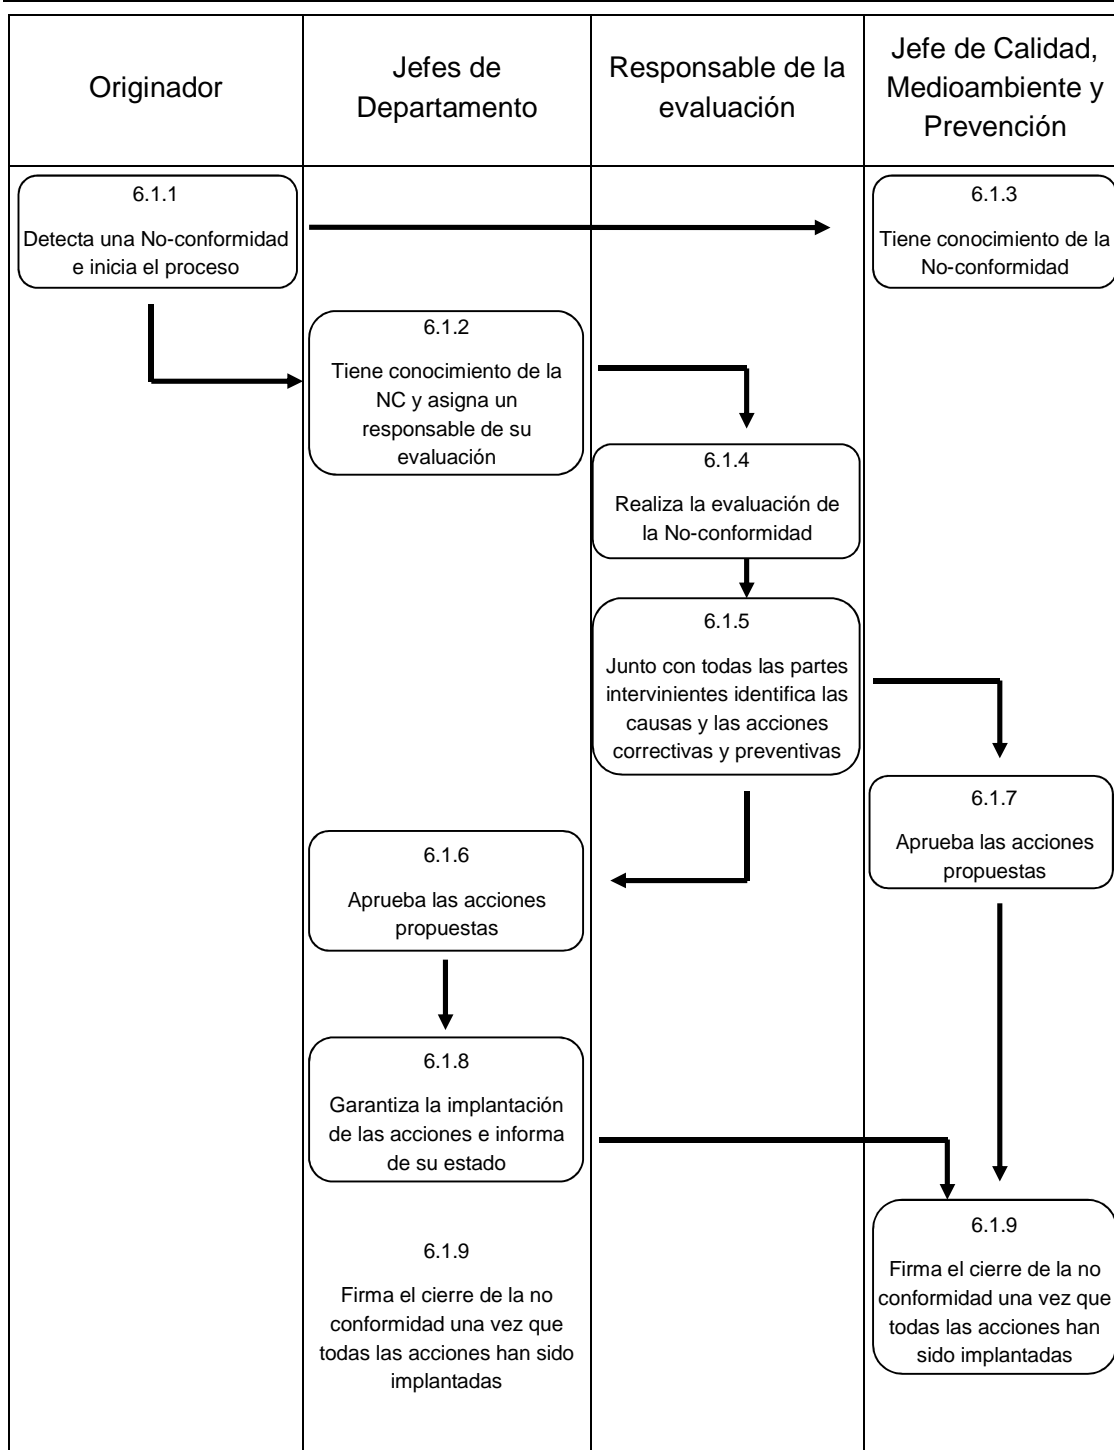 Originador
Jefes de
Departamento
Responsable de la
evaluación
Jefe de Calidad,
Medioambiente y
Prevención
6.1.1
Detecta una No-conformidad
e inicia el proceso
6.1.3
Tiene conocimiento de la
No-conformidad
6.1.2
Tiene conocimiento de la
NC y asigna un
responsable de su
evaluación
6.1.4
Realiza la evaluación de
la No-conformidad
6.1.5
Junto con todas las partes
intervinientes identifica las
causas y las acciones
correctivas y preventivas
6.1.7
Aprueba las acciones
propuestas
6.1.6
Aprueba las acciones
propuestas
6.1.8
Garantiza la implantación
de las acciones e informa
de su estado
6.1.9
Firma el cierre de la no
conformidad una vez que
todas las acciones han sido
implantadas
6.1.9
Firma el cierre de la no
conformidad una vez que
todas las acciones han
sido implantadas